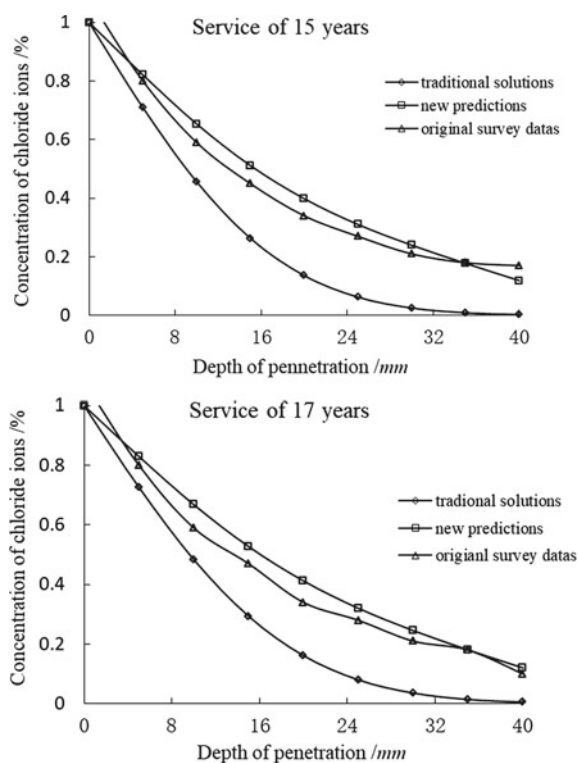 Service of 15 years
Concentration of chloride ions /%
1
0.8
0.6
0.4
0.2
0
traditional solutions
new predictions
original survey datas
0 8 16 24 32 40
Depth of pennetration /mm
Service of 17 years
Concentration of chloride ions /%
1
0.8
0.6
0.4
0.2
0
tradional solutions
new predictions
origianl survey datas
0 8 16 24 32 40
Depth of penetration /mm